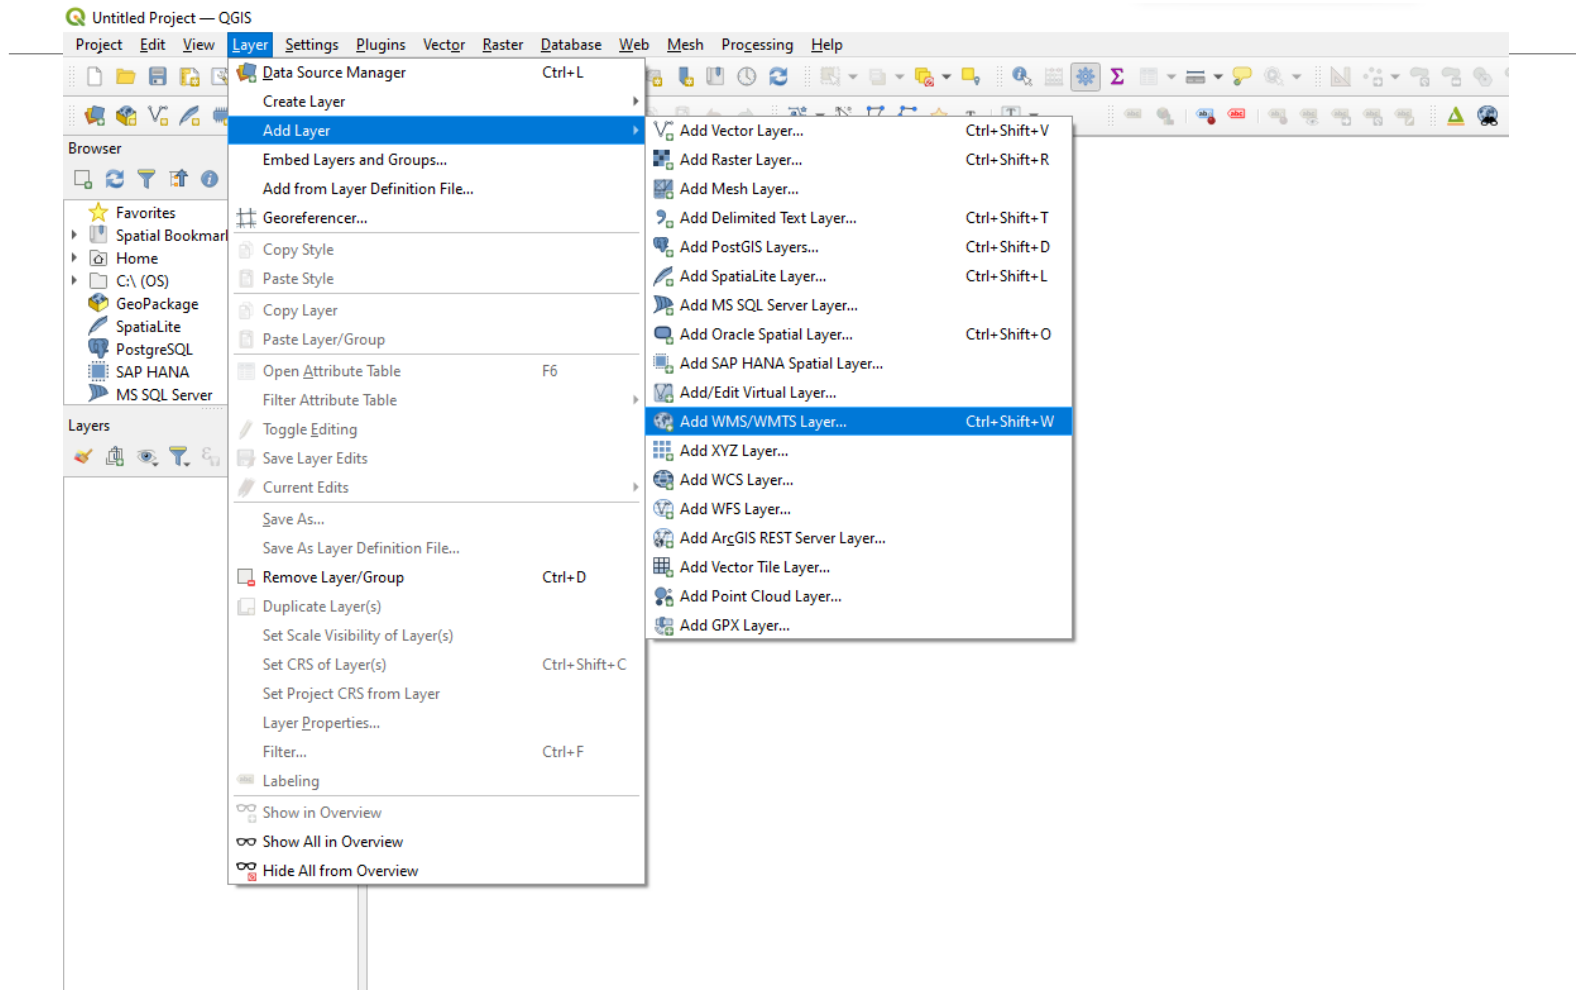 Untitled Project — QGIS
Project Edit View Layer Settings Plugins Vector Raster Database Web Mesh Processing Help
Data Source Manager Ctrl+L
Create Layer
Add Layer
Embed Layers and Groups...
Add from Layer Definition File...
Georeferencer...
Copy Style
Paste Style
Copy Layer
Paste Layer/Group
Open Attribute Table F6
Filter Attribute Table
Toggle Editing
Save Layer Edits
Current Edits
Save As...
Save As Layer Definition File...
Remove Layer/Group Ctrl+D
Duplicate Layer(s)
Set Scale Visibility of Layer(s)
Set CRS of Layer(s) Ctrl+Shift+C
Set Project CRS from Layer
Layer Properties...
Filter... Ctrl+F
Labeling
Show in Overview
Show All in Overview
Hide All from Overview
Add Vector Layer... Ctrl+Shift+V
Add Raster Layer... Ctrl+Shift+R
Add Mesh Layer...
Add Delimited Text Layer... Ctrl+Shift+T
Add PostGIS Layers... Ctrl+Shift+D
Add SpatiaLite Layer... Ctrl+Shift+L
Add MS SQL Server Layer...
Add Oracle Spatial Layer... Ctrl+Shift+O
Add SAP HANA Spatial Layer...
Add/Edit Virtual Layer...
Add WMS/WMTS Layer... Ctrl+Shift+W
Add XYZ Layer...
Add WCS Layer...
Add WFS Layer...
Add ArcGIS REST Server Layer...
Add Vector Tile Layer...
Add Point Cloud Layer...
Add GPX Layer...
Browser
Favorites
Spatial Bookmar
Home
C:\ (OS)
GeoPackage
SpatiaLite
PostgreSQL
SAP HANA
MS SQL Server
Layers